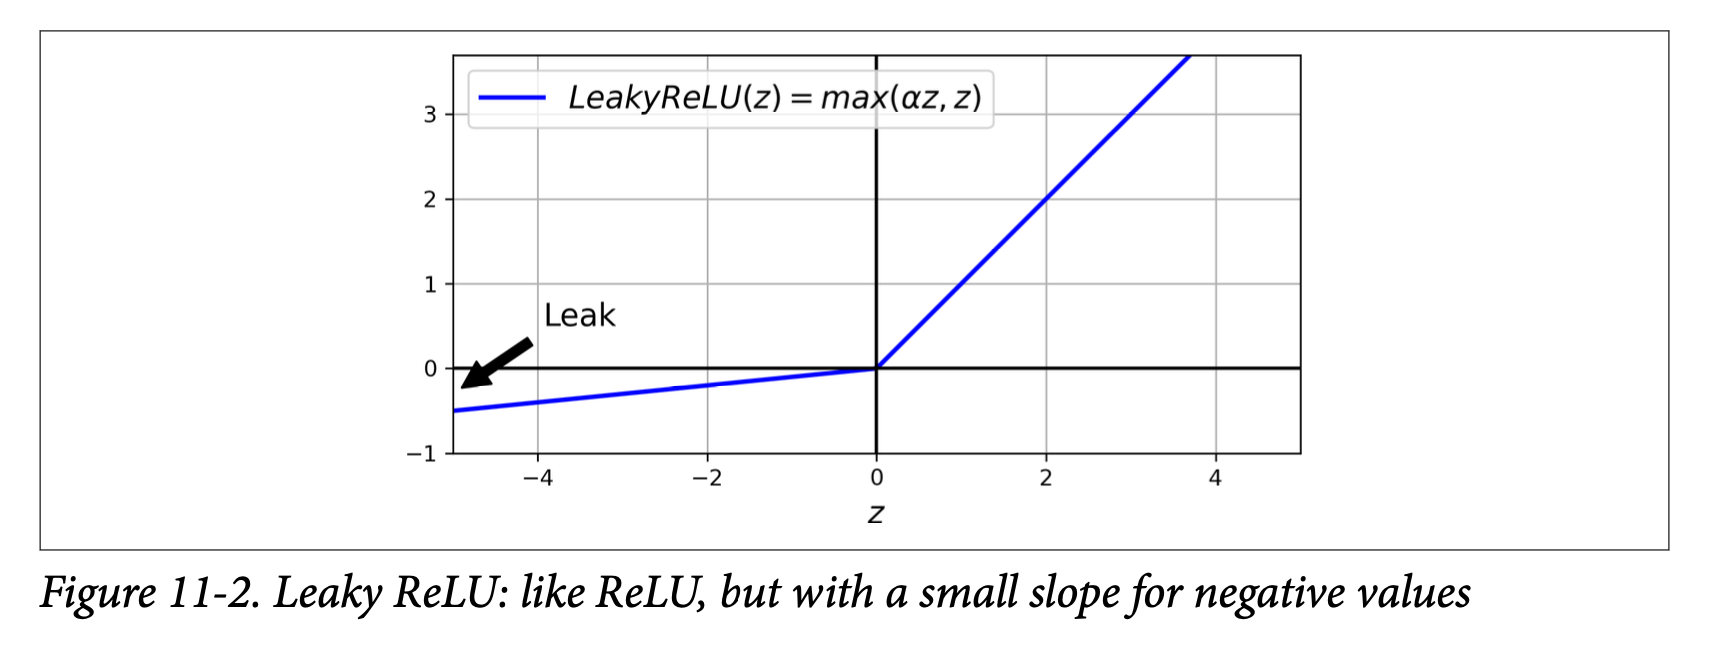 LeakyReLU(z) = max(αz, z)
3
2
1
Leak
0
−1
−4 −2 0 2 4
z
Figure 11-2. Leaky ReLU: like ReLU, but with a small slope for negative values